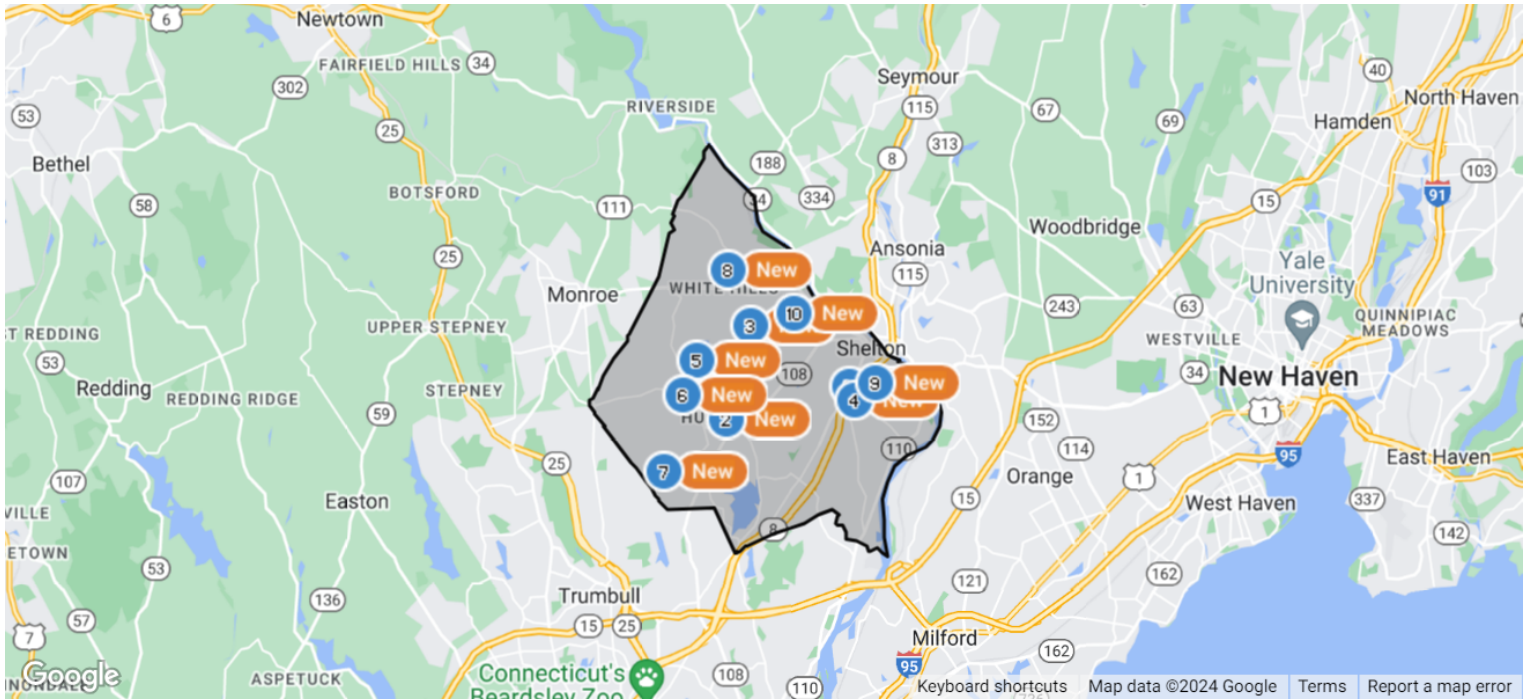 6
Newtown
FAIRFIELD HILLS
34
302
RIVERSIDE
Seymour
115
67
40
North Haven
Hamden
53
25
69
8
313
103
Bethel
188
91
58
BOTSFORD
111
34
334
15
Woodbridge
Ansonia
115
Yale
University
25
8 New
WHITE HILLS
Monroe
243
63
10 New
QUINNIPIAC
MEADOWS
ST REDDING
UPPER STEPNEY
3
Shelton
WESTVILLE
53
5 New
108
34
New Haven
Redding
REDDING RIDGE
STEPNEY
6 New
9 New
4 New
1
59
HU
2 New
152
110
114
95
East Haven
25
7 New
Orange
1
107
15
West Haven
337
VILLE
Easton
142
8
ETOWN
53
121
162
136
Trumbull
57
15
25
7
Milford
162
95
Google
NNONDALE
ASPETUCK
Connecticut's
Beardsley Zoo
108
110
Keyboard shortcuts
Map data ©2024 Google
Terms
Report a map error